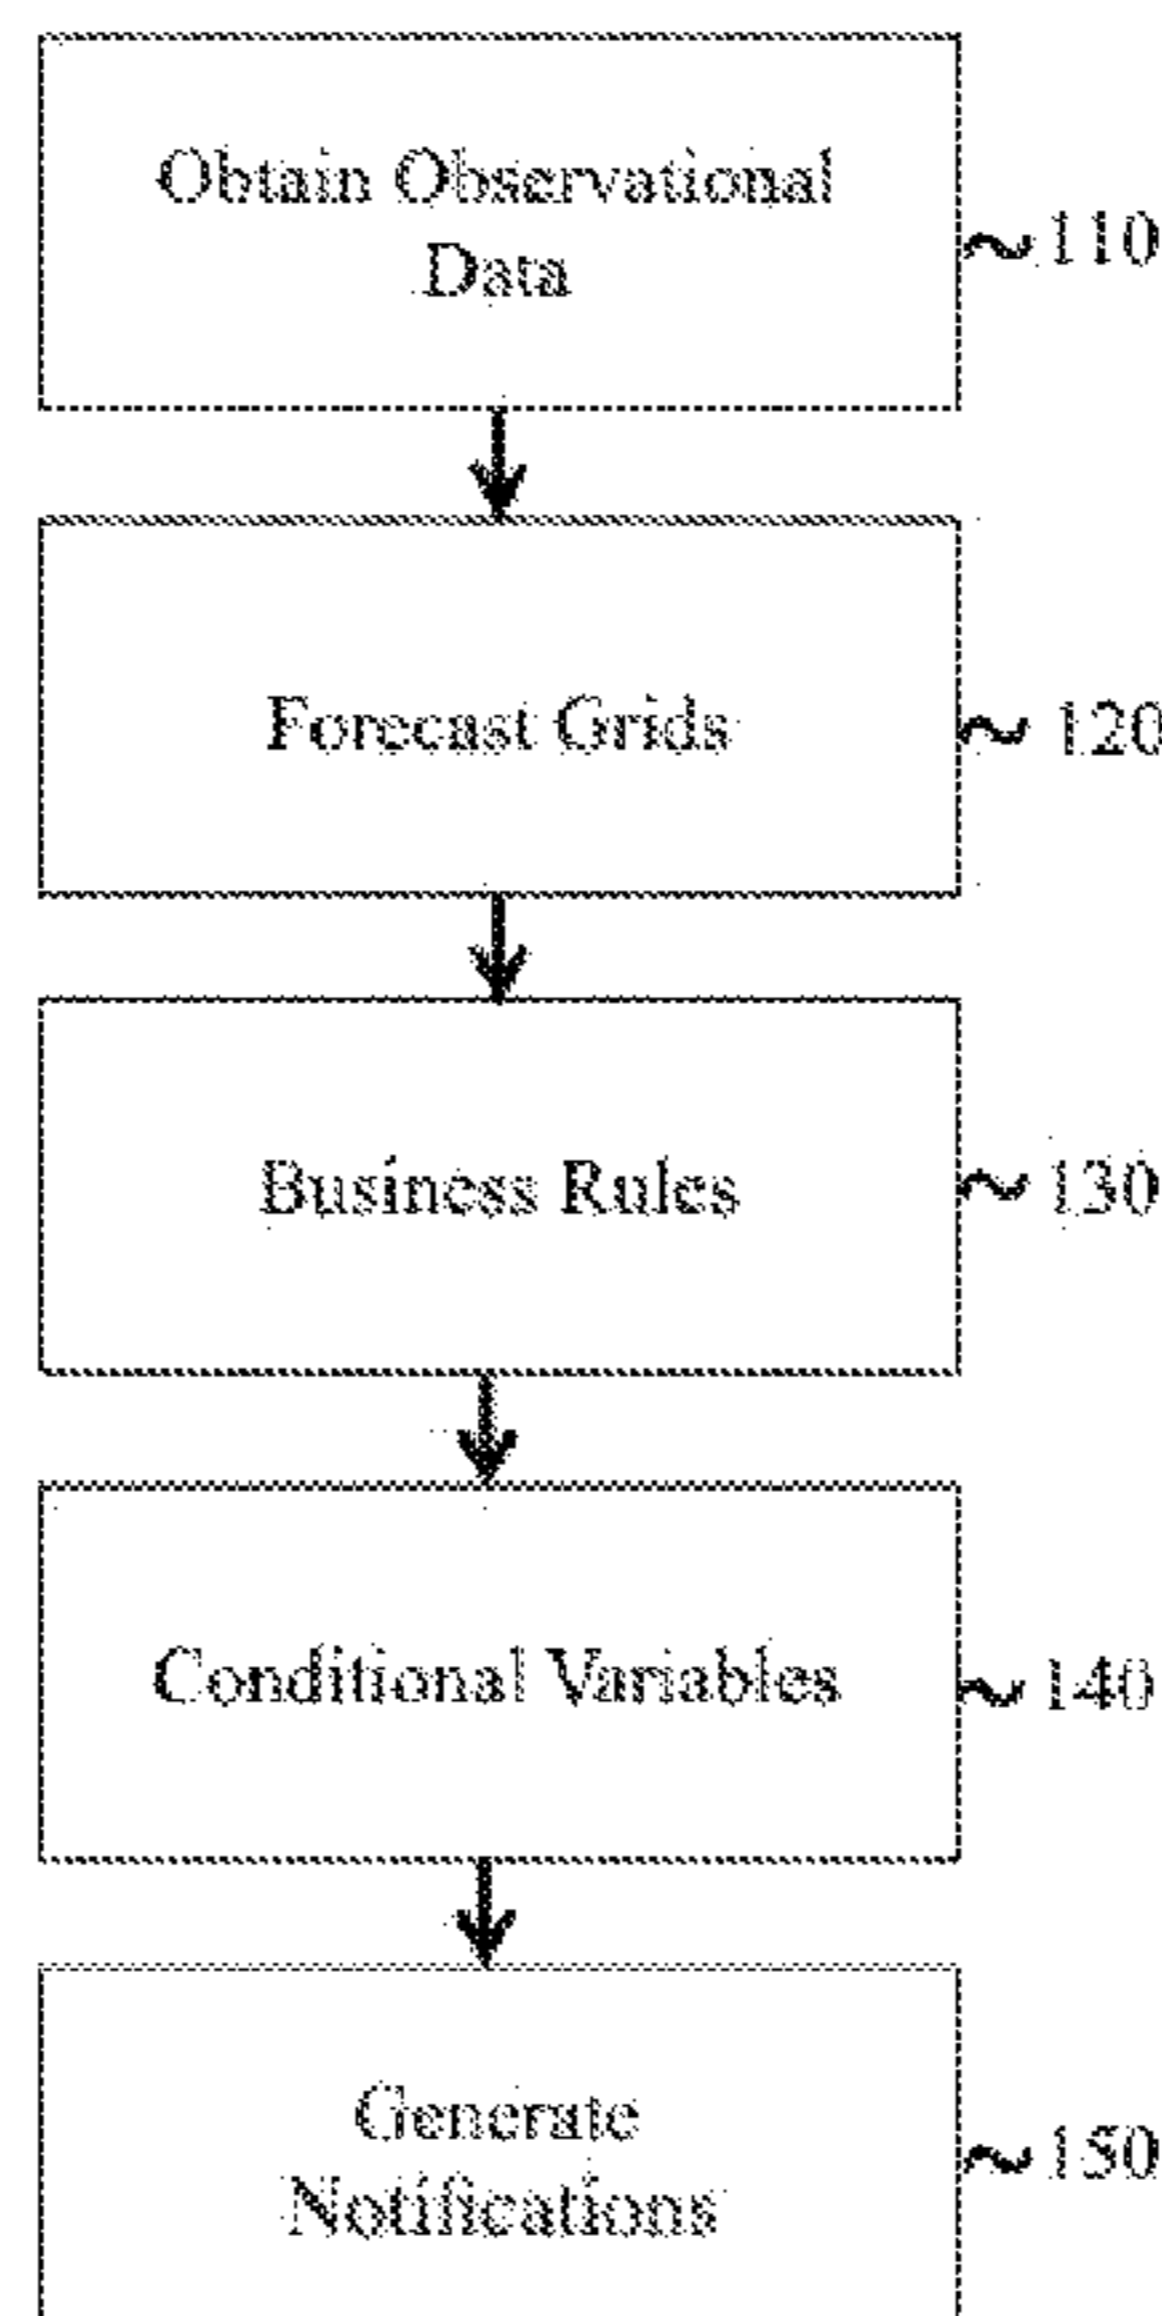 Obtain Observational
Data
110
Forecast Grids
120
Business Rules
130
Conditional Variables
140
Generate
Notifications
150